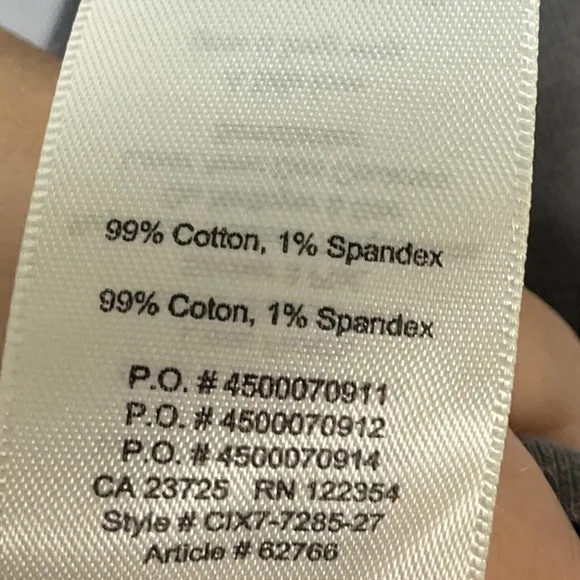 99% Cotton, 1% Spandex
99% Coton, 1% Spandex
P.O. # 4500070911
P.O. # 4500070912
P.O. # 4500070914
CA 23725 RN 122354
Style # CIX7-7285-27
Article # 62766